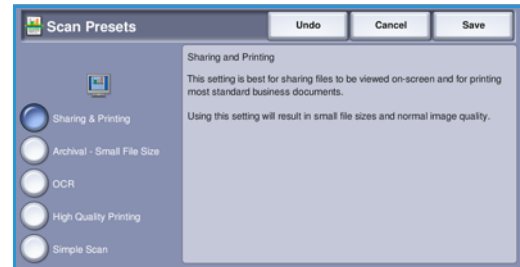 Scan Presets
Undo
Cancel
Save
Sharing & Printing
Archival - Small File Size
OCR
High Quality Printing
Simple Scan
Sharing and Printing
This setting is best for sharing files to be viewed on-screen and for printing
most standard business documents.
Using this setting will result in small file sizes and normal image quality.